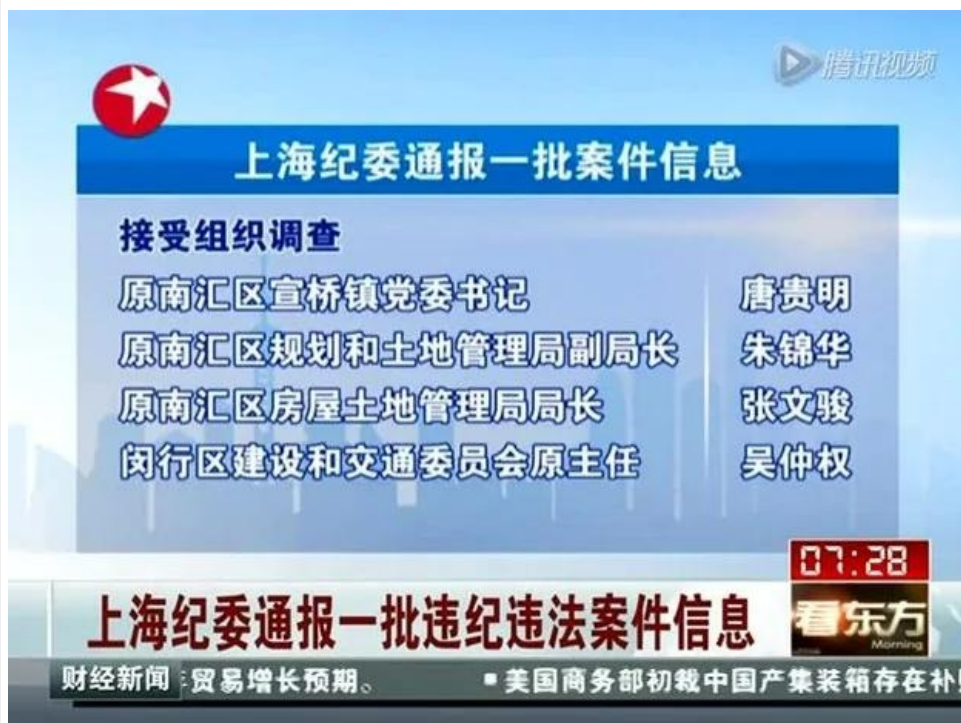 腾讯视频
上海纪委通报一批案件信息
接受组织调查
原南汇区宣桥镇党委书记 唐贵明
原南汇区规划和土地管理局副局长 朱锦华
原南汇区房屋土地管理局局长 张文骏
闵行区建设和交通委员会原主任 吴仲权
07:28
上海纪委通报一批违纪违法案件信息
看东方
Morning
财经新闻 贸易增长预期。 ▪美国商务部初裁中国产集装箱存在补